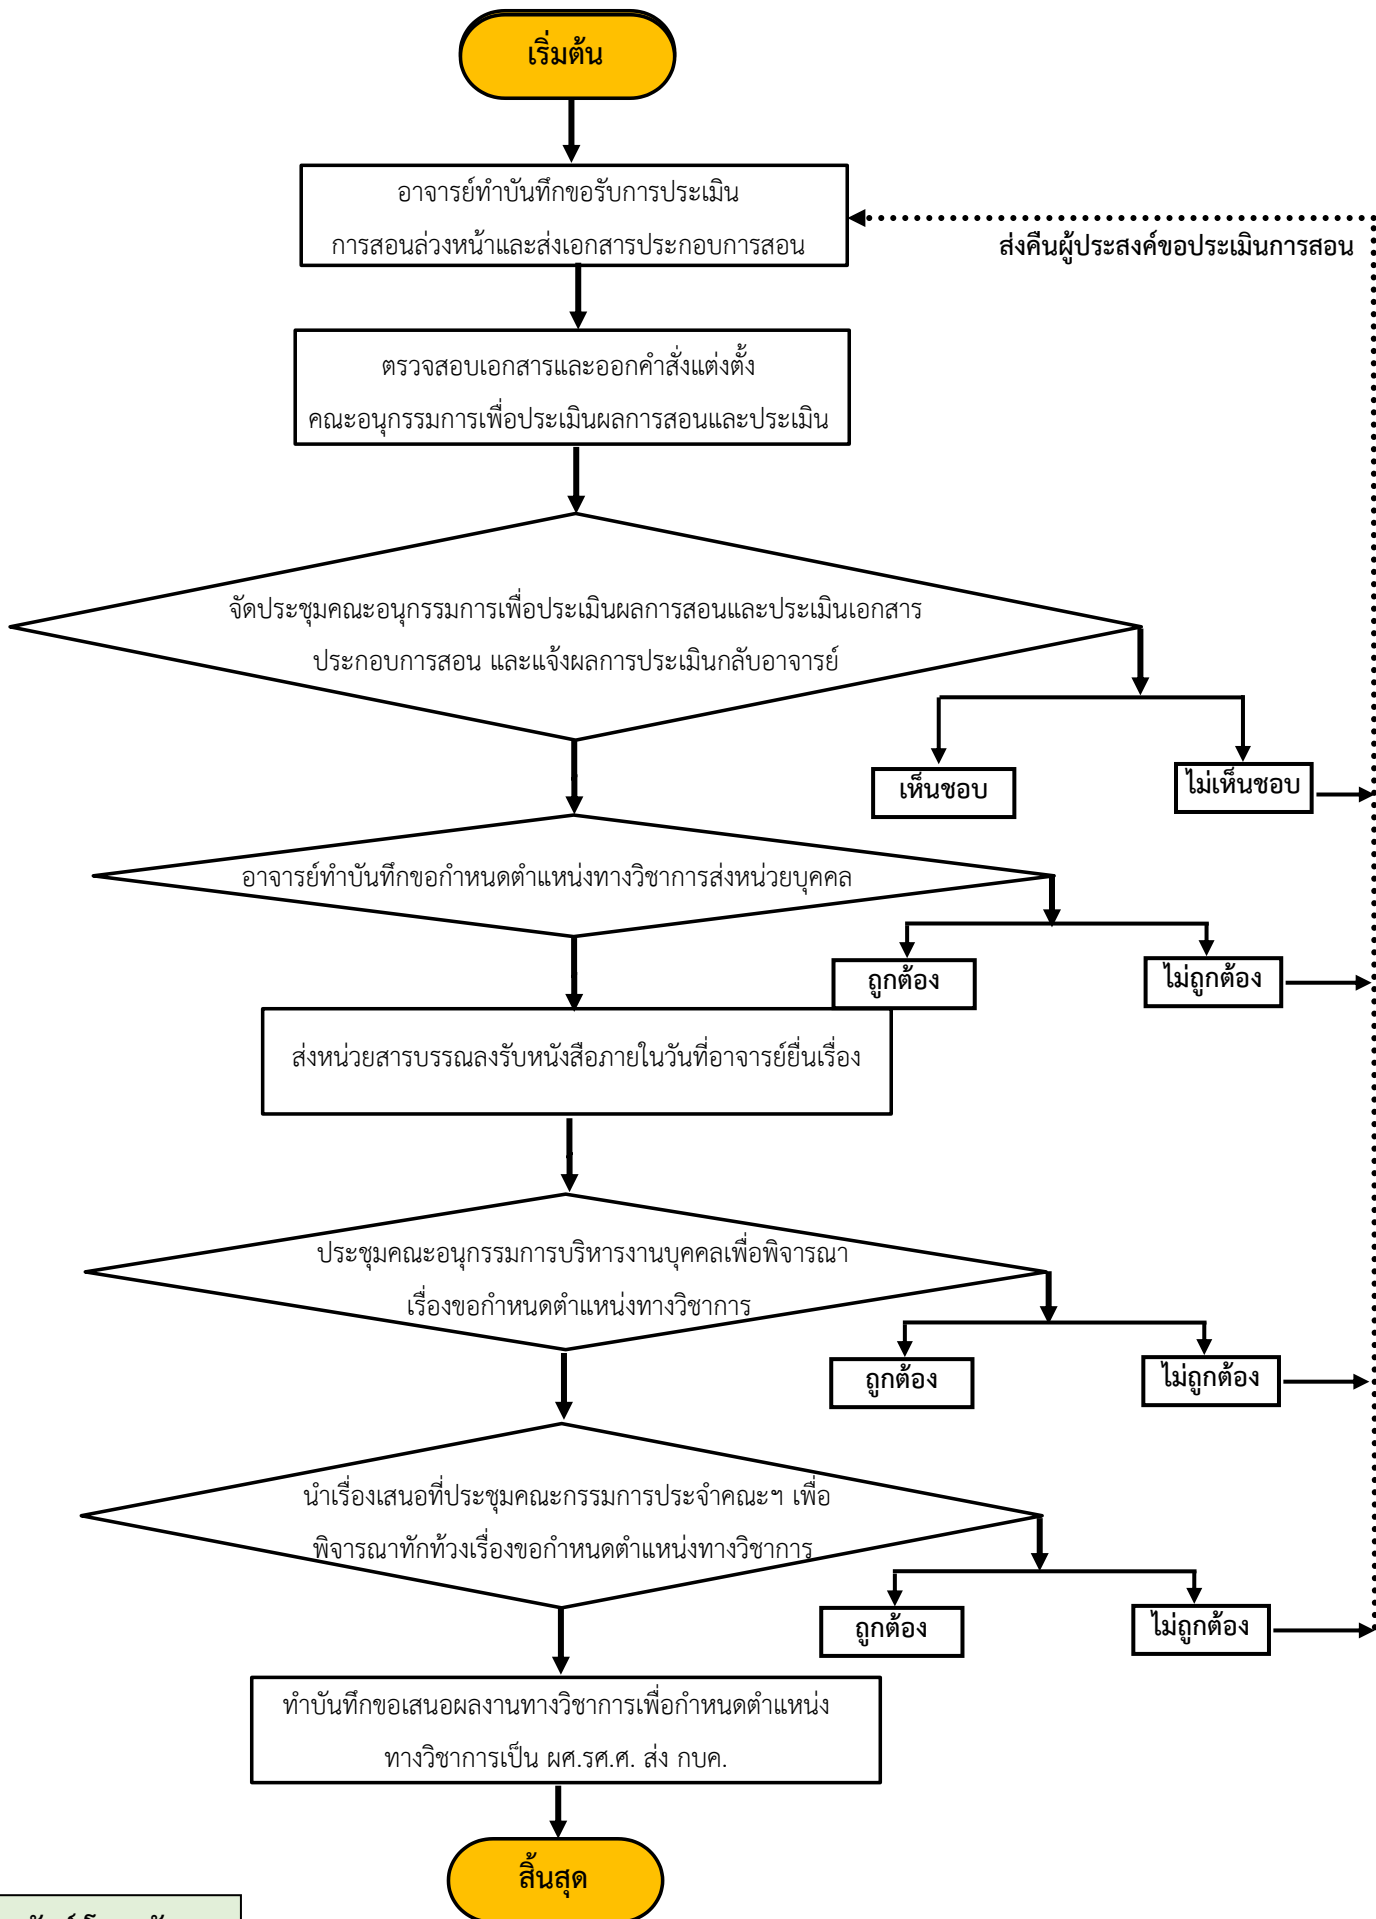 เริ่มต้น
อาจารย์ทำบันทึกขอรับการประเมิน
การสอนล่วงหน้าและส่งเอกสารประกอบการสอน
ส่งคืนผู้ประสงค์ขอประเมินการสอน
ตรวจสอบเอกสารและออกคำสั่งแต่งตั้ง
คณะอนุกรรมการเพื่อประเมินผลการสอนและประเมิน
จัดประชุมคณะอนุกรรมการเพื่อประเมินผลการสอนและประเมินเอกสาร
ประกอบการสอน และแจ้งผลการประเมินกลับอาจารย์
เห็นชอบ
ไม่เห็นชอบ
อาจารย์ทำบันทึกขอกำหนดตำแหน่งทางวิชาการส่งหน่วยบุคคล
ถูกต้อง
ไม่ถูกต้อง
ส่งหน่วยสารบรรณลงรับหนังสือภายในวันที่อาจารย์ยื่นเรื่อง
ประชุมคณะอนุกรรมการบริหารงานบุคคลเพื่อพิจารณา
เรื่องขอกำหนดตำแหน่งทางวิชาการ
ถูกต้อง
ไม่ถูกต้อง
นำเรื่องเสนอที่ประชุมคณะกรรมการประจำคณะฯ เพื่อ
พิจารณาทักท้วงเรื่องขอกำหนดตำแหน่งทางวิชาการ
ถูกต้อง
ไม่ถูกต้อง
ทำบันทึกขอเสนอผลงานทางวิชาการเพื่อกำหนดตำแหน่ง
ทางวิชาการเป็น ผศ.รศ.ศ. ส่ง กบค.
สิ้นสุด